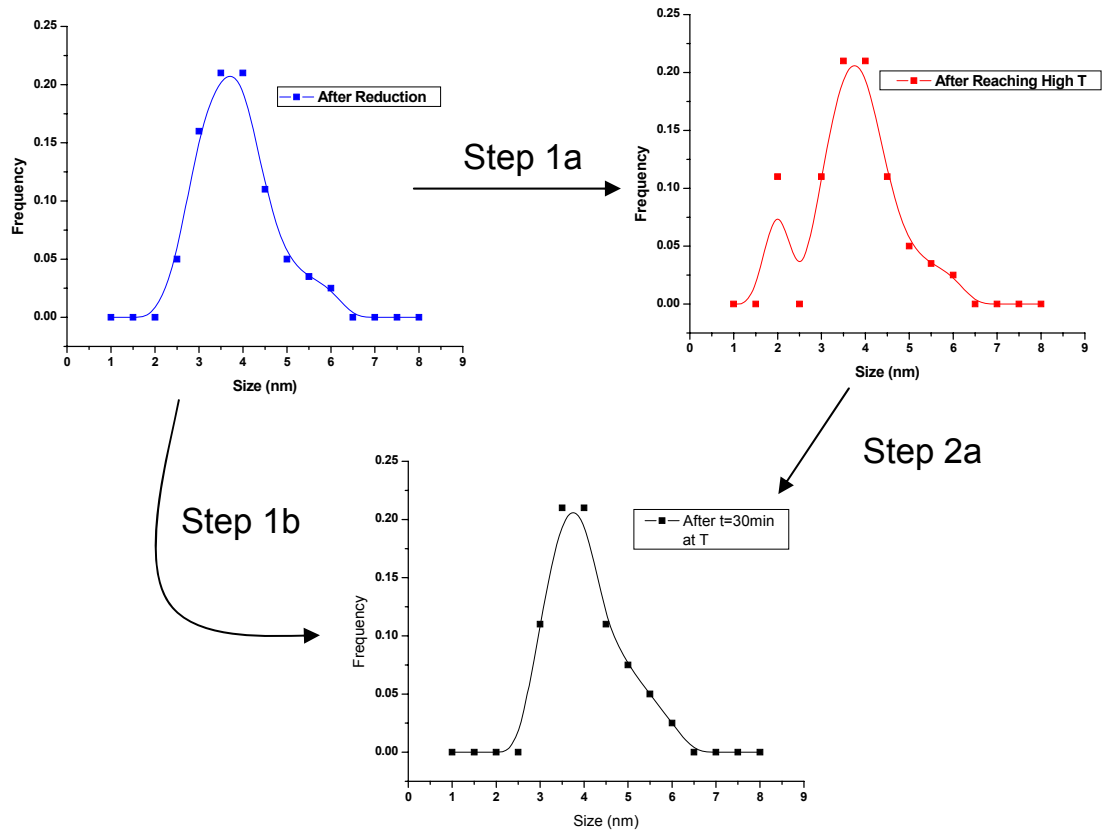 0.25
0.20
0.15
0.10
0.05
0.00
Frequency
0 1 2 3 4 5 6 7 8 9
Size (nm)
After Reduction
Step 1a
0.25
0.20
0.15
0.10
0.05
0.00
Frequency
0 1 2 3 4 5 6 7 8 9
Size (nm)
After Reaching High T
Step 1b
Step 2a
0.25
0.20
0.15
0.10
0.05
0.00
Frequency
0 1 2 3 4 5 6 7 8 9
Size (nm)
After t=30min
at T